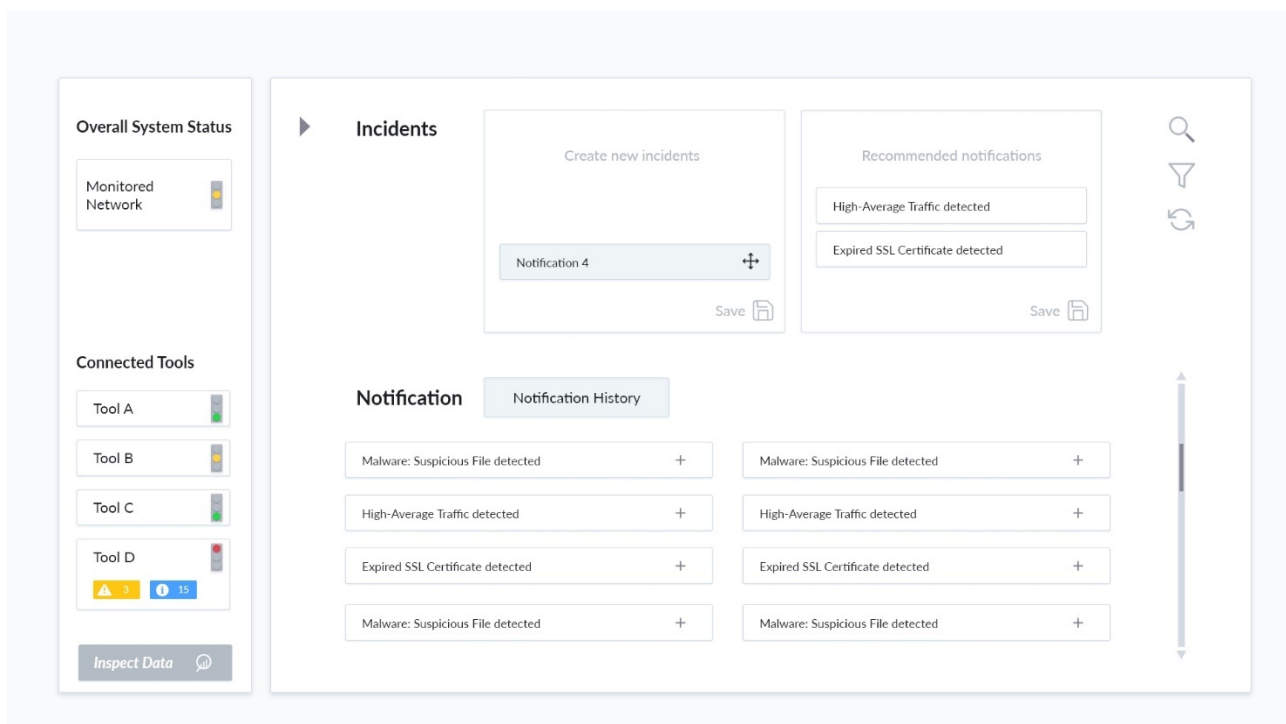 Overall System Status
Monitored
Network
Connected Tools
Tool A
Tool B
Tool C
Tool D
3
15
Inspect Data
Incidents
Create new incidents
Notification 4
Save
Recommended notifications
High-Average Traffic detected
Expired SSL Certificate detected
Save
Notification
Notification History
Malware: Suspicious File detected
Malware: Suspicious File detected
High-Average Traffic detected
High-Average Traffic detected
Expired SSL Certificate detected
Expired SSL Certificate detected
Malware: Suspicious File detected
Malware: Suspicious File detected